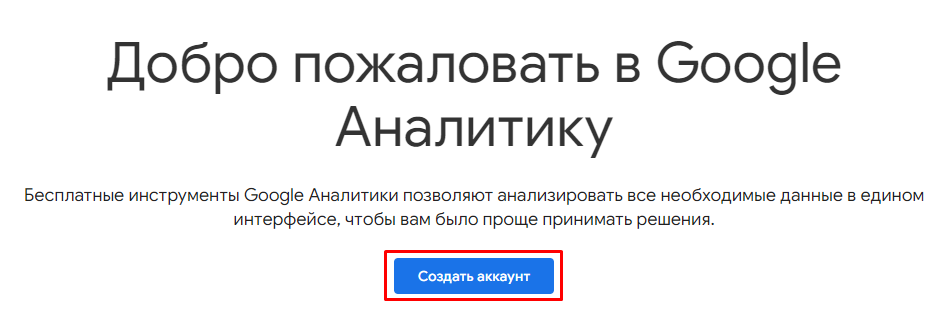 Добро пожаловать в Google
Аналитику
Бесплатные инструменты Google Аналитики позволяют анализировать все необходимые данные в едином
интерфейсе, чтобы вам было проще принимать решения.
Создать аккаунт